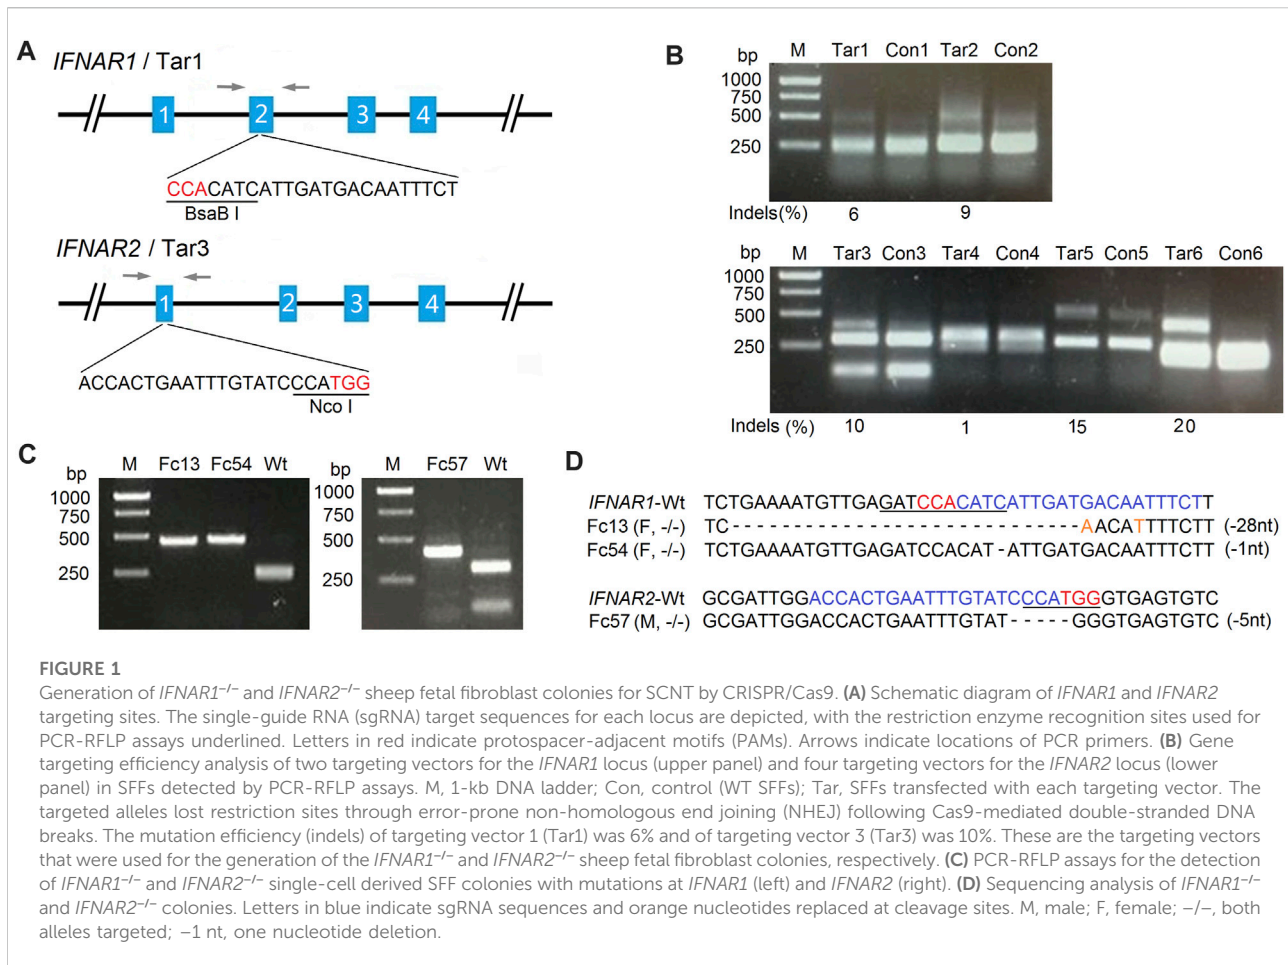 A
IFNAR1 / Tar1
1 2 3 4
CCACATCATTGATGACAATTTCT
BsaB I
IFNAR2 / Tar3
1 2 3 4
ACCACTGAATTTGTATCCCATGG
Nco I
B
bp M Tar1 Con1 Tar2 Con2
1000
750
500
250
Indels(%) 6 9
bp M Tar3 Con3 Tar4 Con4 Tar5 Con5 Tar6 Con6
1000
750
500
250
Indels (%) 10 1 15 20
C
bp M Fc13 Fc54 Wt
1000
750
500
250
bp M Fc57 Wt
1000
750
500
250
D
IFNAR1-Wt TCTGAAAATGTTGAGATCCACATCATTGATGACAATTTCTT
Fc13 (F, -/-) TC----------------------------AACATTTTCTT (-28nt)
Fc54 (F, -/-) TCTGAAAATGTTGAGATCCACAT-ATTGATGACAATTTCTT (-1nt)
IFNAR2-Wt GCGATTGGACCACTGAATTTGTATCCCATGGGTGAGTGTC
Fc57 (M, -/-) GCGATTGGACCACTGAATTTGTAT-----GGGTGAGTGTC (-5nt)
FIGURE 1
Generation of IFNAR1−/− and IFNAR2−/− sheep fetal fibroblast colonies for SCNT by CRISPR/Cas9. (A) Schematic diagram of IFNAR1 and IFNAR2
targeting sites. The single-guide RNA (sgRNA) target sequences for each locus are depicted, with the restriction enzyme recognition sites used for
PCR-RFLP assays underlined. Letters in red indicate protospacer-adjacent motifs (PAMs). Arrows indicate locations of PCR primers. (B) Gene
targeting efficiency analysis of two targeting vectors for the IFNAR1 locus (upper panel) and four targeting vectors for the IFNAR2 locus (lower
panel) in SFFs detected by PCR-RFLP assays. M, 1-kb DNA ladder; Con, control (WT SFFs); Tar, SFFs transfected with each targeting vector. The
targeted alleles lost restriction sites through error-prone non-homologous end joining (NHEJ) following Cas9-mediated double-stranded DNA
breaks. The mutation efficiency (indels) of targeting vector 1 (Tar1) was 6% and of targeting vector 3 (Tar3) was 10%. These are the targeting vectors
that were used for the generation of the IFNAR1−/− and IFNAR2−/− sheep fetal fibroblast colonies, respectively. (C) PCR-RFLP assays for the detection
of IFNAR1−/− and IFNAR2−/− single-cell derived SFF colonies with mutations at IFNAR1 (left) and IFNAR2 (right). (D) Sequencing analysis of IFNAR1−/−
and IFNAR2−/− colonies. Letters in blue indicate sgRNA sequences and orange nucleotides replaced at cleavage sites. M, male; F, female; −/−, both
alleles targeted; −1 nt, one nucleotide deletion.